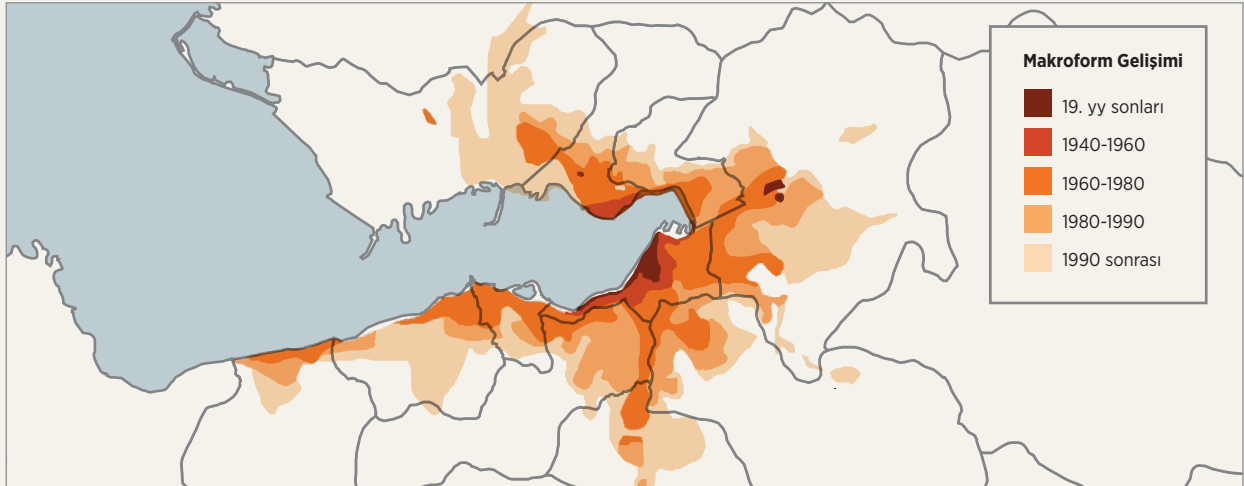 Makroform Gelişimi
19. yy sonları
1940-1960
1960-1980
1980-1990
1990 sonrası